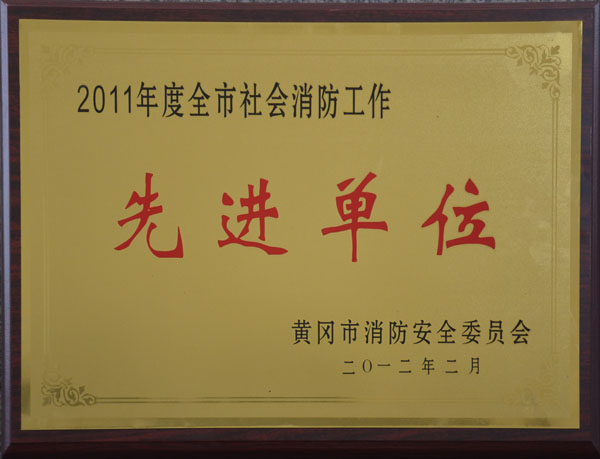 2011年度全市社会消防工作
先进单位
黄冈市消防安全委员会
二〇一二年二月